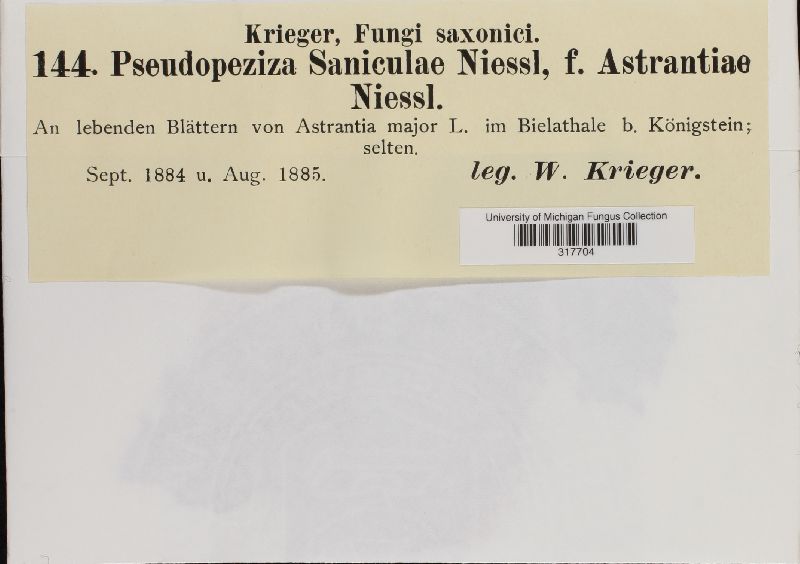 Krieger, Fungi saxonici.
144. Pseudopeziza Saniculae Niessl, f. Astrantiae
Niessl.
An lebenden Blättern von Astrantia major L. im Bielathale b. Königstein;
selten.
Sept. 1884 u. Aug. 1885.
leg. W. Krieger.
University of Michigan Fungus Collection
317704